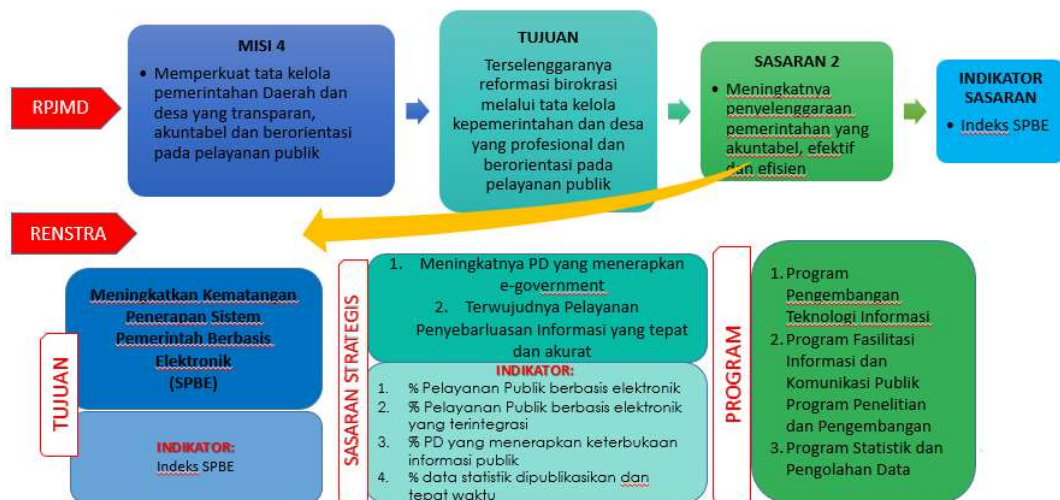 RPJMD
MISI 4
• Memperkuat tata kelola
pemerintahan Daerah dan
desa yang transparan,
akuntabel dan berorientasi
pada pelayanan publik
TUJUAN
Terselenggaranya
reformasi birokrasi
melalui tata kelola
kepemerintahan dan desa
yang profesional dan
berorientasi pada
pelayanan publik
SASARAN 2
• Meningkatnya
penyelenggaraan
pemerintahan yang
akuntabel, efektif
dan efisien
INDIKATOR
SASARAN
• Indeks SPBE
RENSTRA
TUJUAN
Meningkatkan Kematangan
Penerapan Sistem
Pemerintah Berbasis
Elektronik
(SPBE)
INDIKATOR:
Indeks SPBE
SASARAN STRATEGIS
1. Meningkatnya PD yang menerapkan
e-government
2. Terwujudnya Pelayanan
Penyebarluasan Informasi yang tepat
dan akurat
INDIKATOR:
1. % Pelayanan Publik berbasis elektronik
2. % Pelayanan Publik berbasis elektronik
yang terintegrasi
3. % PD yang menerapkan keterbukaan
informasi publik
4. % data statistik dipublikasikan dan
tepat waktu
PROGRAM
1. Program
Pengembangan
Teknologi Informasi
2. Program Fasilitasi
Informasi dan
Komunikasi Publik
Program Penelitian
dan Pengembangan
3. Program Statistik dan
Pengolahan Data